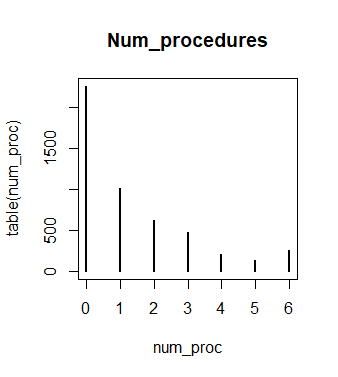 Num_procedures
table(num_proc)
1500
500
0
0 1 2 3 4 5 6
num_proc